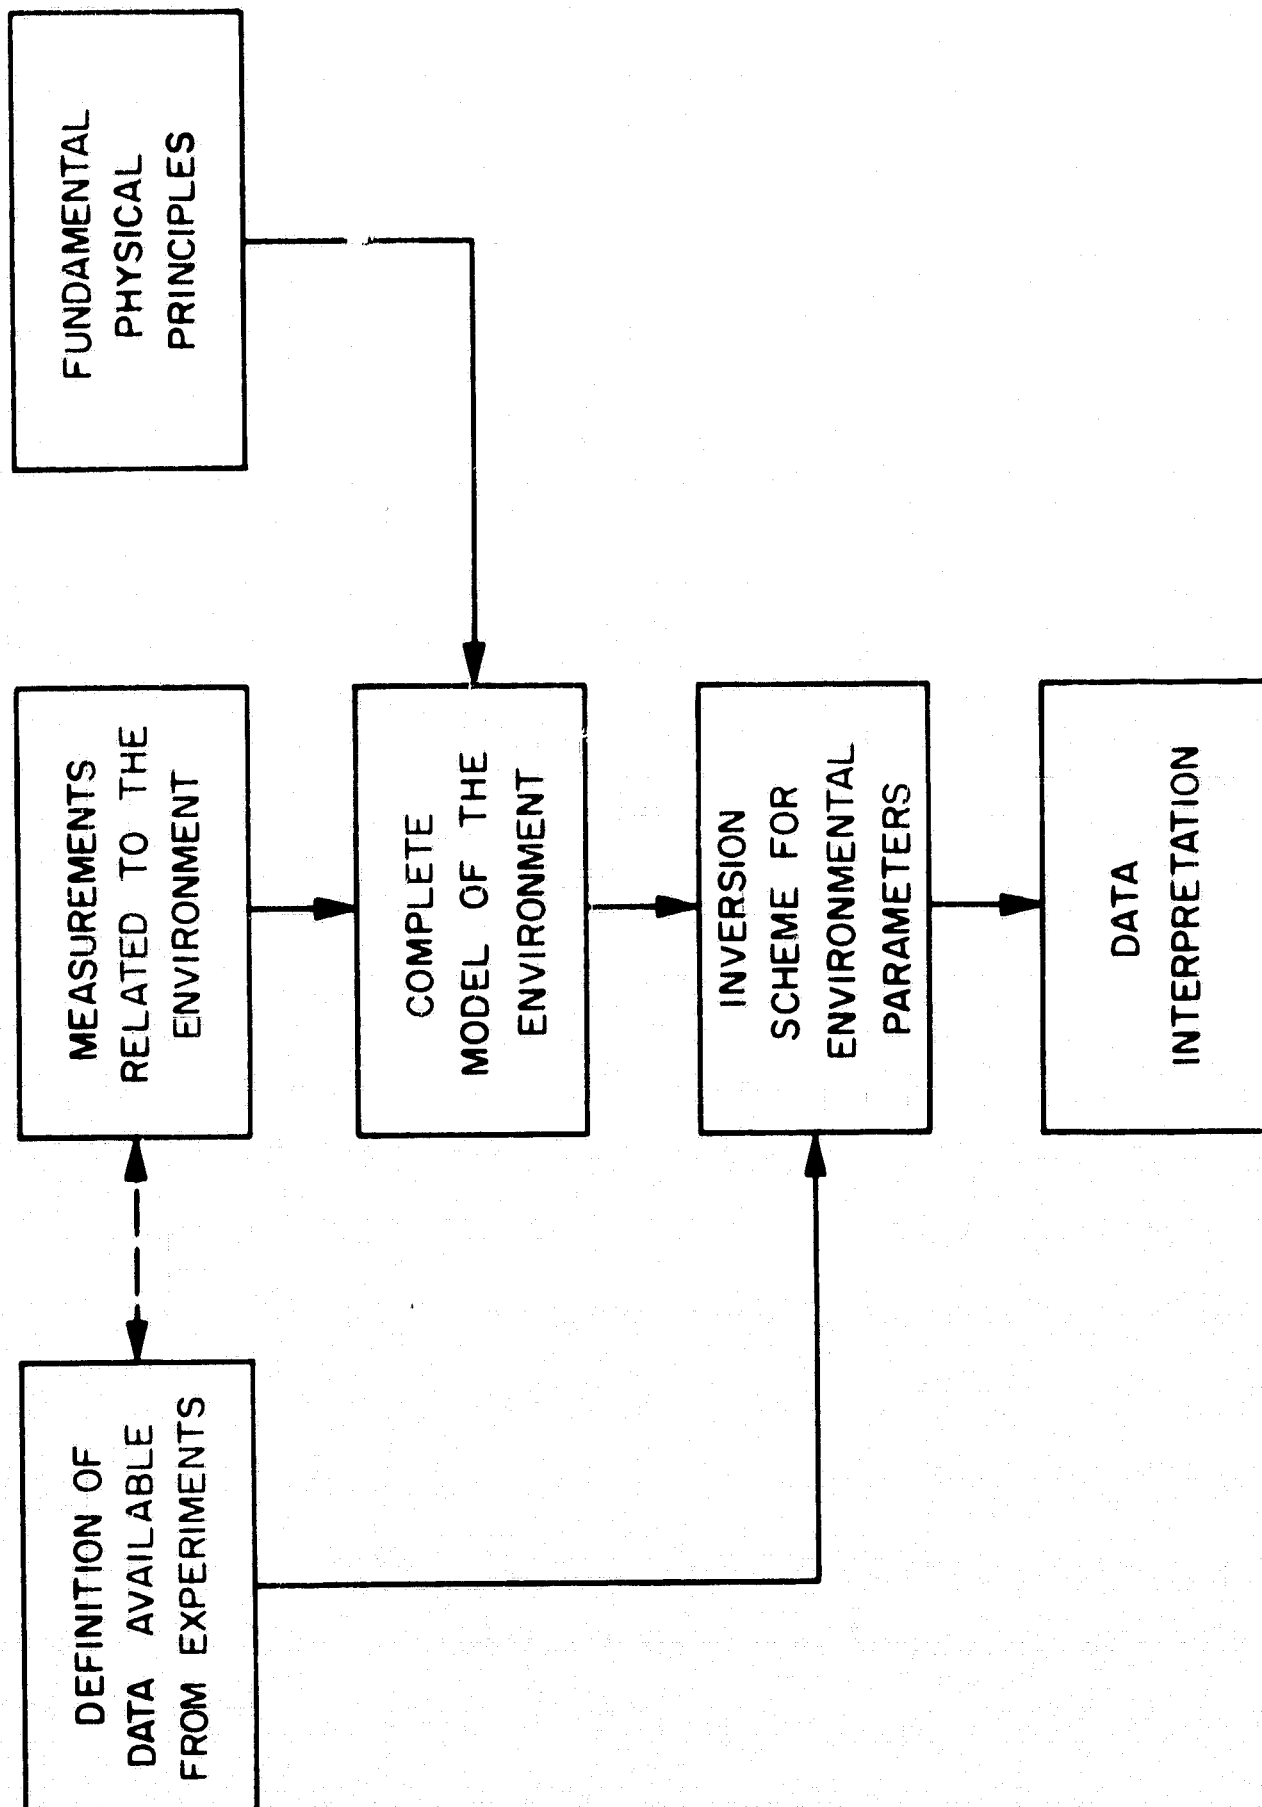 DEFINITION OF
DATA AVAILABLE
FROM EXPERIMENTS
MEASUREMENTS
RELATED TO THE
ENVIRONMENT
FUNDAMENTAL
PHYSICAL
PRINCIPLES
COMPLETE
MODEL OF THE
ENVIRONMENT
INVERSION
SCHEME FOR
ENVIRONMENTAL
PARAMETERS
DATA
INTERPRETATION